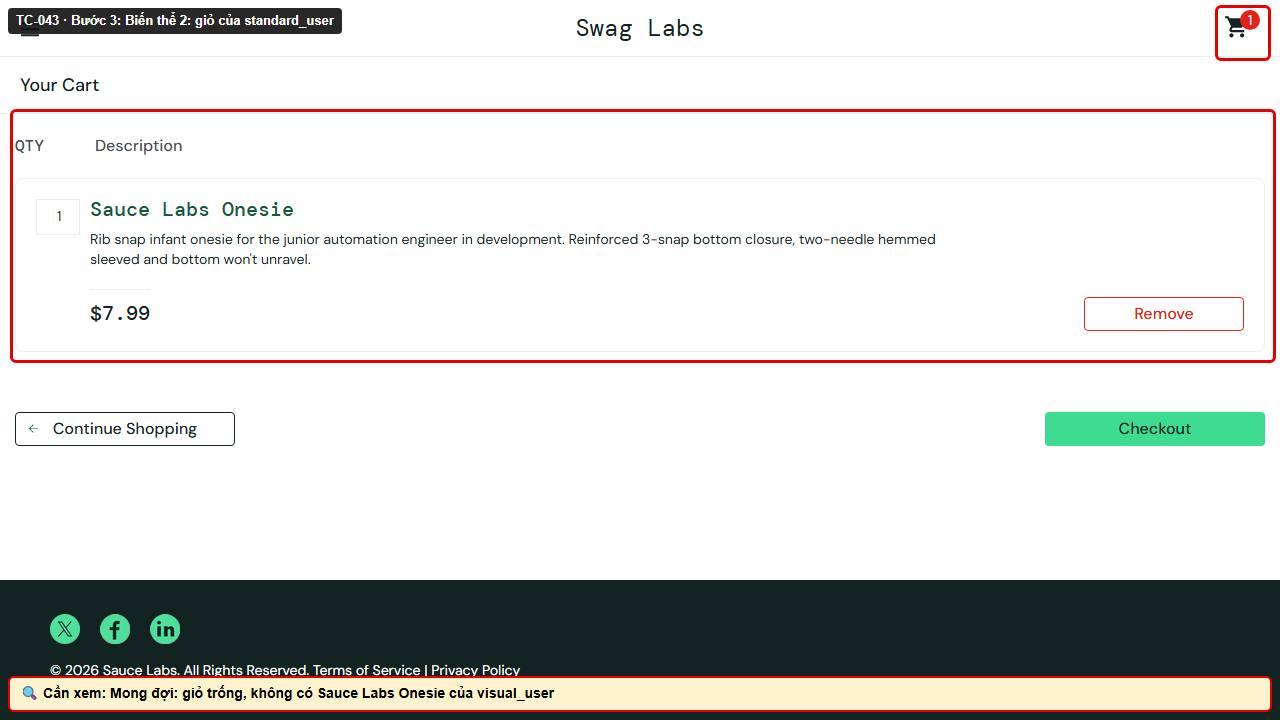 TC-043 · Bước 3: Biến thể 2: giỏ của standard_user
Swag Labs
1
Your Cart
QTY Description
1
Sauce Labs Onesie
Rib snap infant onesie for the junior automation engineer in development. Reinforced 3-snap bottom closure, two-needle hemmed
sleeved and bottom won't unravel.
$7.99
Remove
Continue Shopping
Checkout
© 2026 Sauce Labs. All Rights Reserved. Terms of Service | Privacy Policy
Cần xem: Mong đợi: giỏ trống, không có Sauce Labs Onesie của visual_user